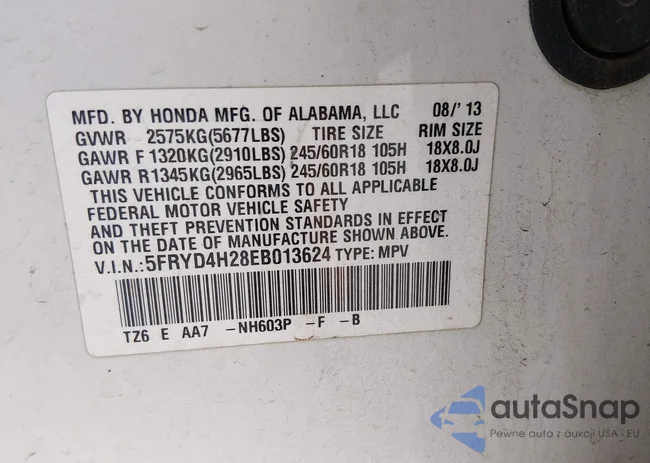 MFD. BY HONDA MFG. OF ALABAMA, LLC 08/'13
GVWR 2575KG(5677LBS) TIRE SIZE RIM SIZE
GAWR F 1320KG(2910LBS) 245/60R18 105H 18X8.0J
GAWR R1345KG(2965LBS) 245/60R18 105H 18X8.0J
THIS VEHICLE CONFORMS TO ALL APPLICABLE
FEDERAL MOTOR VEHICLE SAFETY
AND THEFT PREVENTION STANDARDS IN EFFECT
ON THE DATE OF MANUFACTURE SHOWN ABOVE.
V.I.N.:5FRYD4H28EB013624 TYPE: MPV
TZ6 E AA7 -NH603P -F -B
autaSnap
Pewne auta z aukcji USA i EU